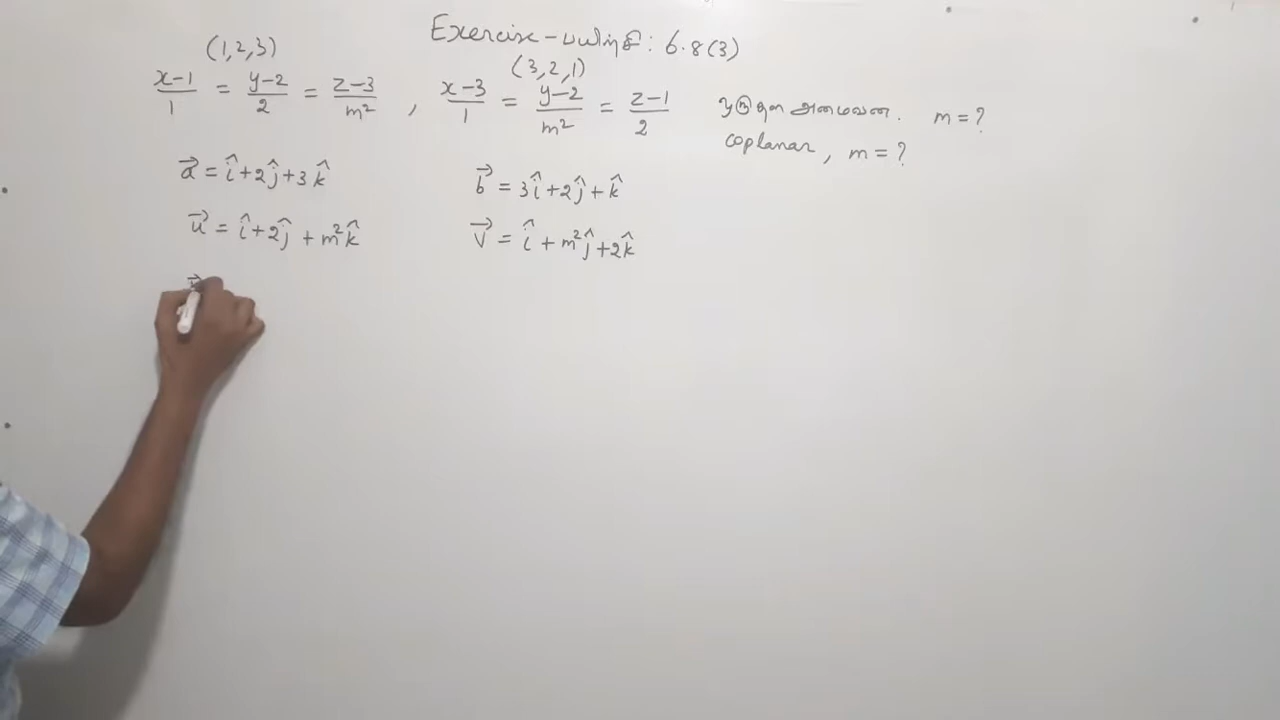 Exercise - பயிற்சி : 6.8(3)
(1,2,3)
(3,2,1)
x-1/1 = y-2/2 = z-3/m² , x-3/1 = y-2/m² = z-1/2
m = ?
coplanar, m = ?
a⃗ = î+2ĵ+3k̂
b⃗ = 3î+2ĵ+k̂
u⃗ = î+2ĵ+m²k̂
v⃗ = î+m²ĵ+2k̂